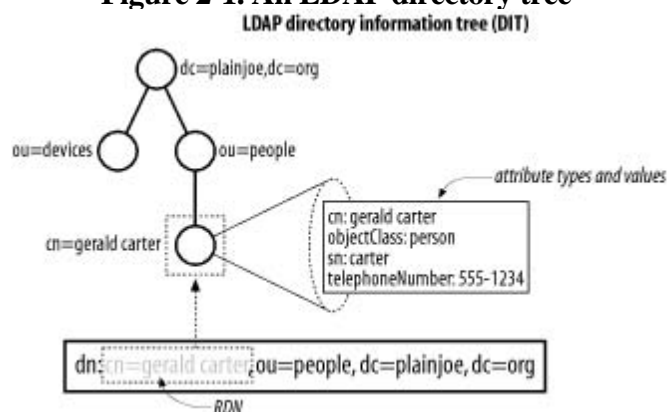 Figure 2-1. An LDAP directory tree
LDAP directory information tree (DIT)
dc=plainjoe,dc=org
ou=devices
ou=people
attribute types and values
cn=gerald carter
cn: gerald carter
objectClass: person
sn: carter
telephoneNumber: 555-1234
dn: cn=gerald carter, ou=people, dc=plainjoe, dc=org
RDN